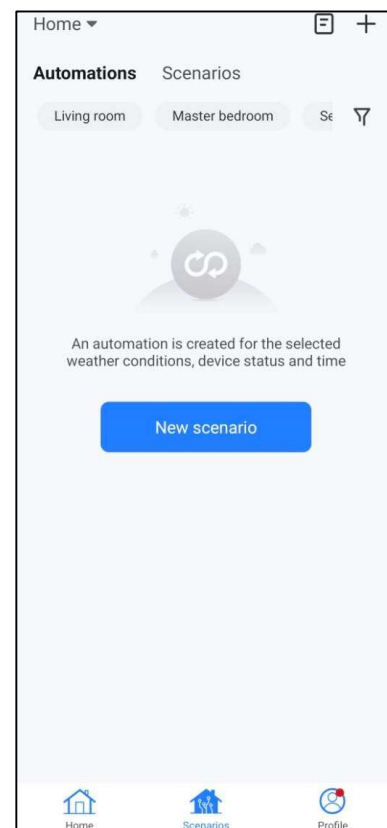 Home
Automations Scenarios
Living room Master bedroom Se
An automation is created for the selected
weather conditions, device status and time
New scenario
Home Scenarios Profile